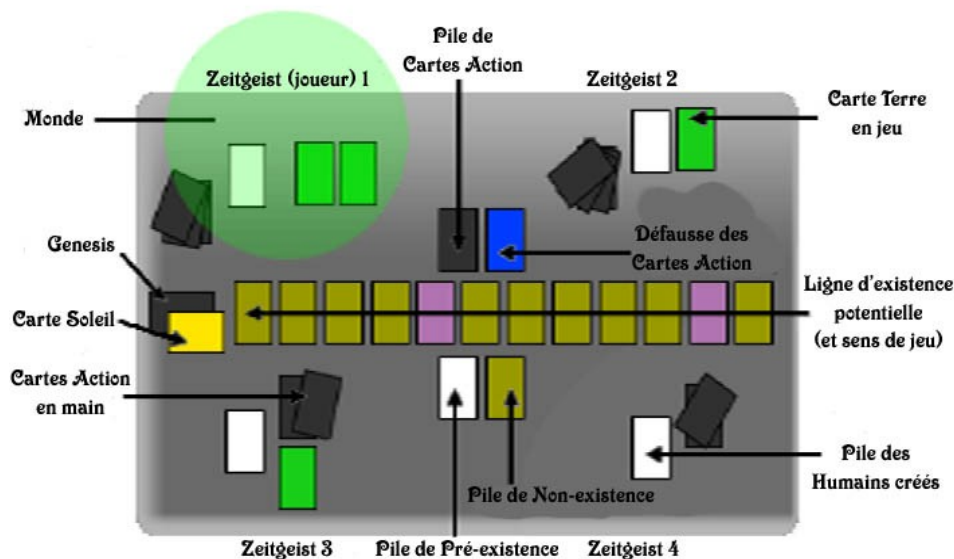 Pile de
Cartes Action
Zeitgeist (joueur) 1
Zeitgeist 2
Monde
Carte Terre
en jeu
Genesis
Défausse des
Cartes Action
Carte Soleil
Ligne d'existence
potentielle
(et sens de jeu)
Cartes Action
en main
Pile de Non-existence
Pile des
Humains créés
Zeitgeist 3
Pile de Pré-existence
Zeitgeist 4